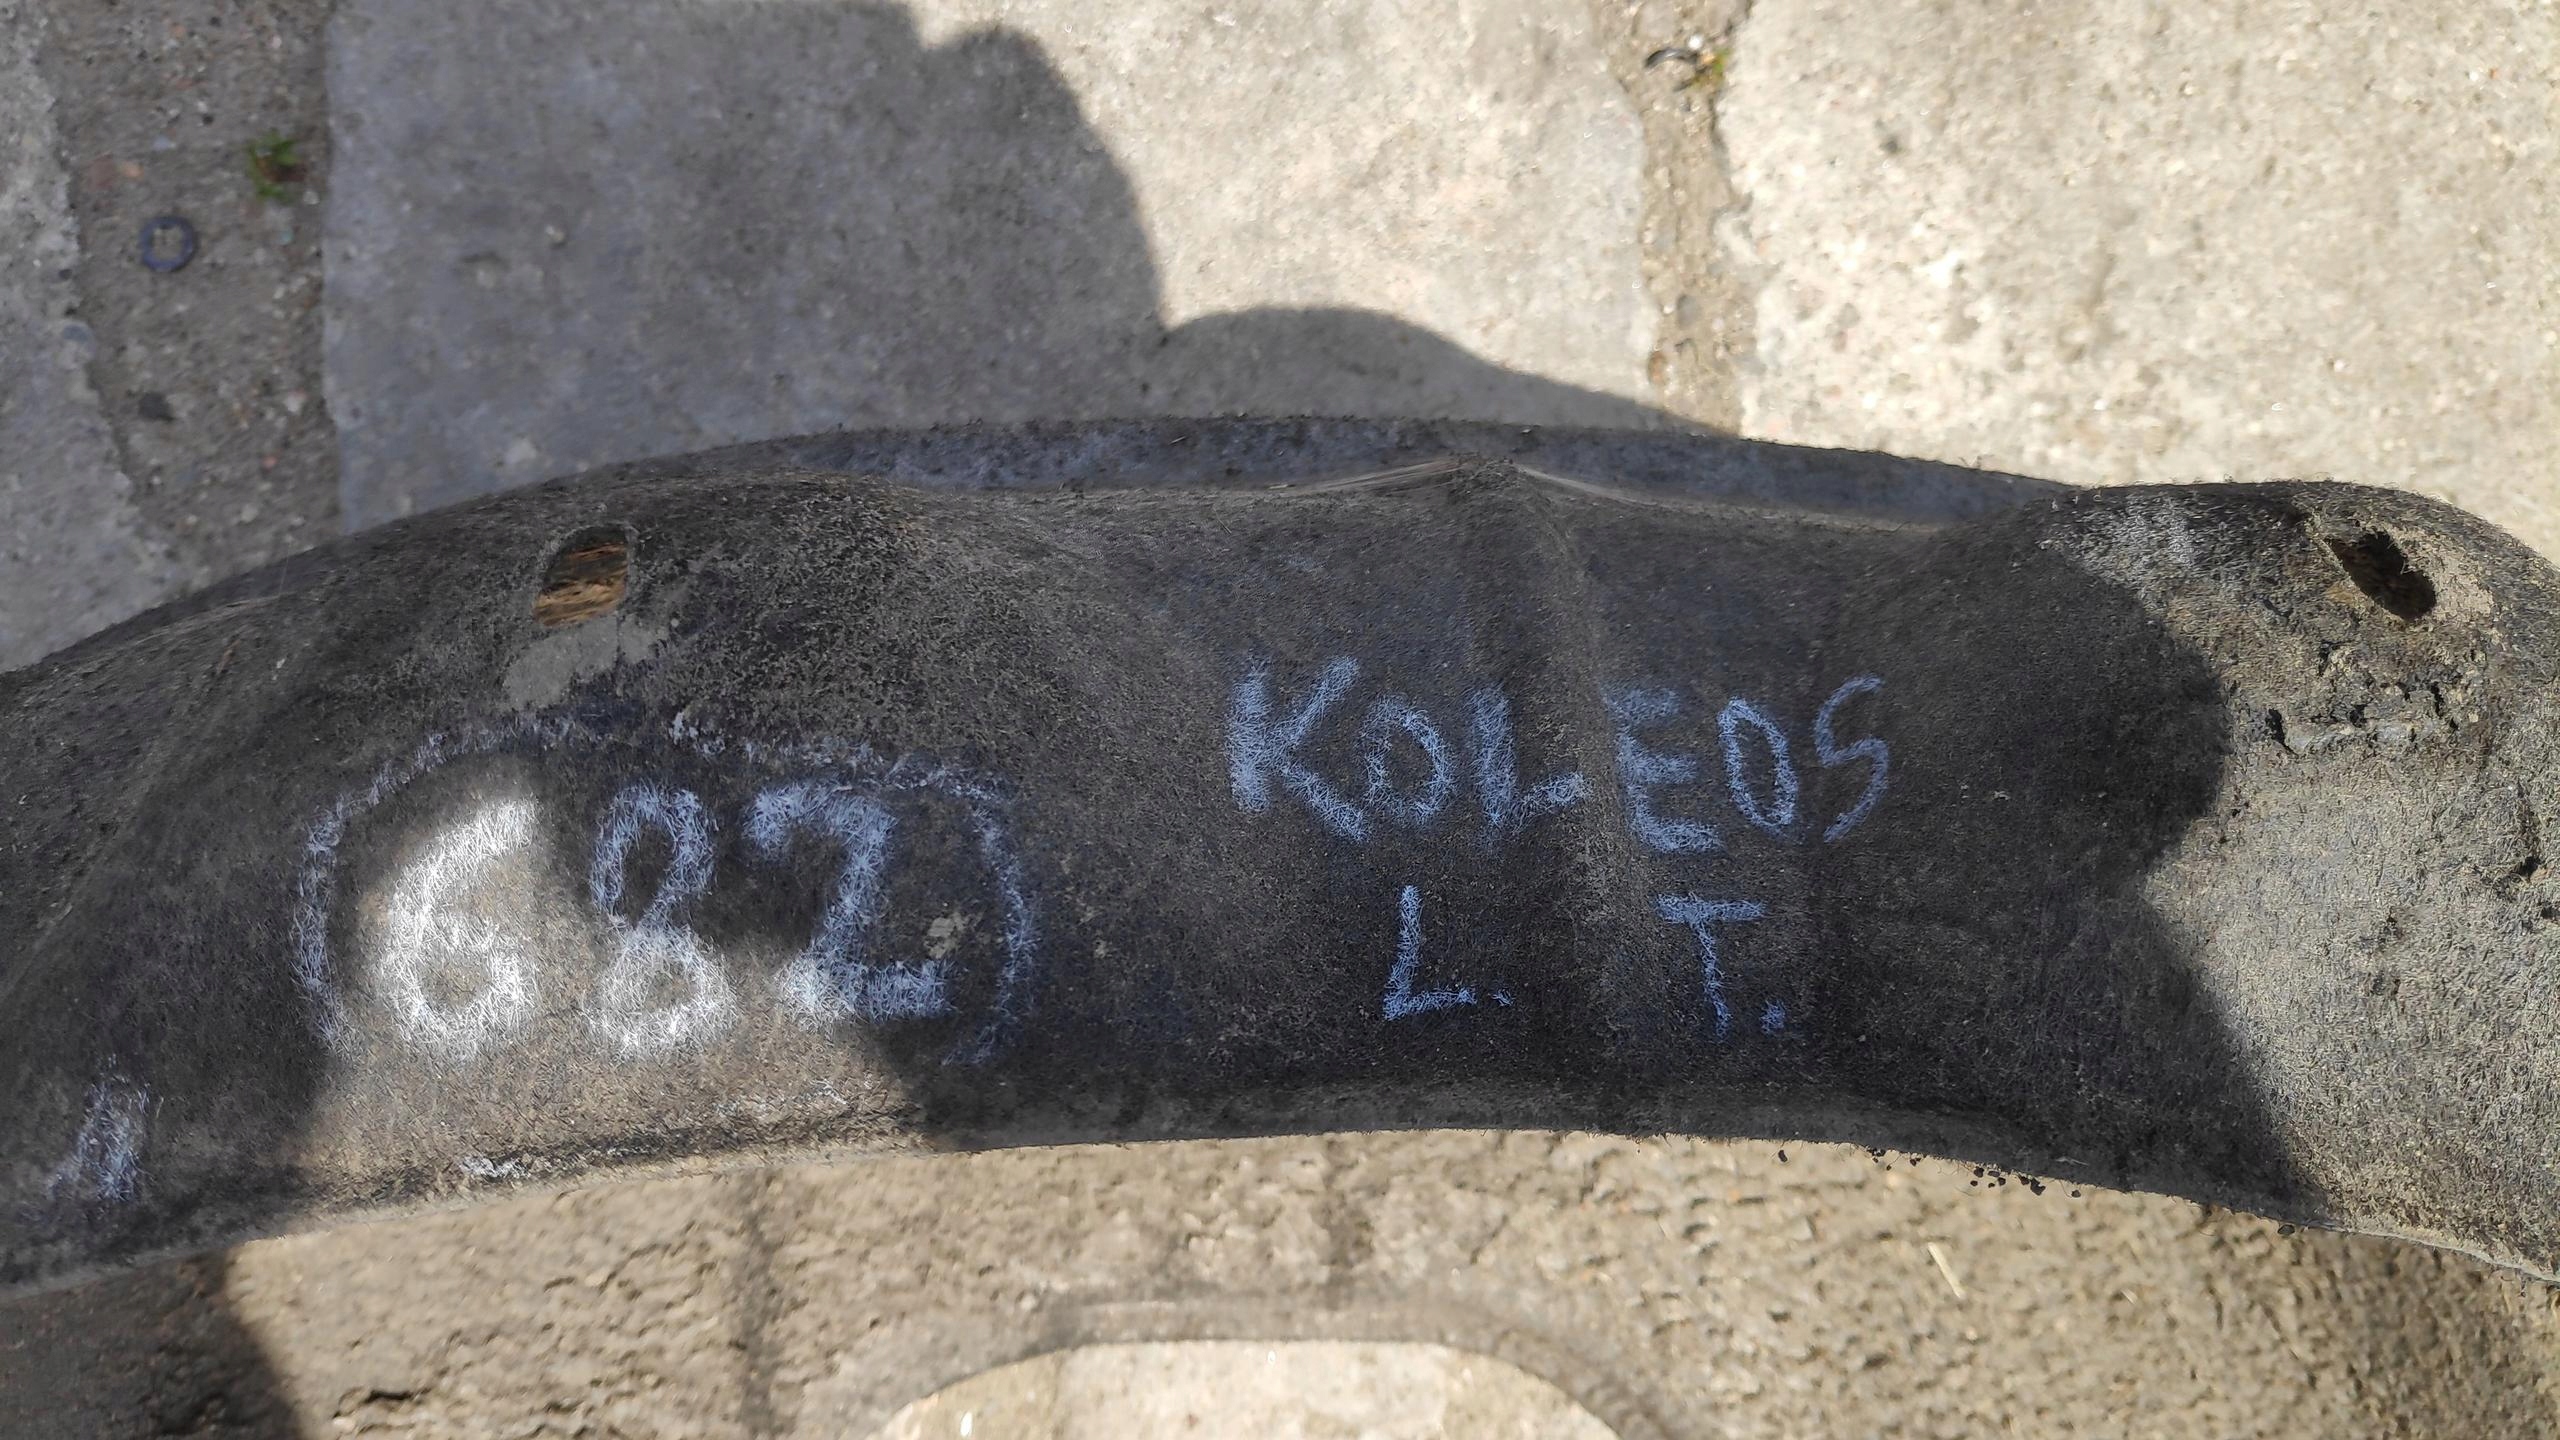 682
KOLEOS
L. T.